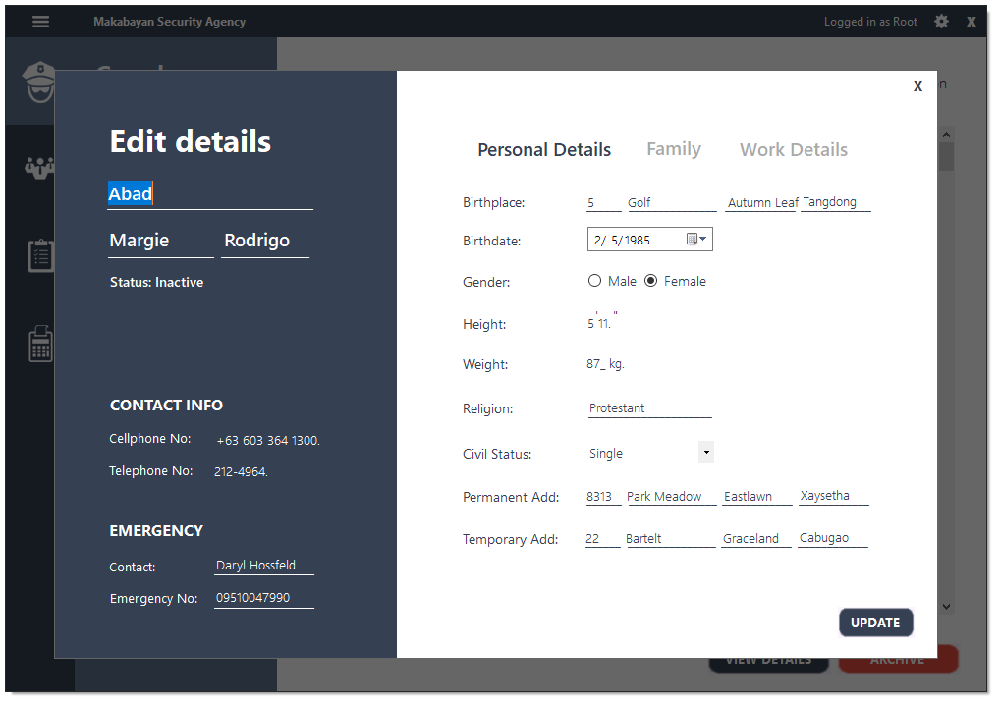 Makabayan Security Agency
Logged in as Root
X
X
Edit details
Abad
Margie Rodrigo
Status: Inactive
CONTACT INFO
Cellphone No: +63 603 364 1300.
Telephone No: 212-4964.
EMERGENCY
Contact: Daryl Hossfeld
Emergency No: 09510047990
Personal Details Family Work Details
Birthplace: 5 Golf Autumn Leaf Tangdong
Birthdate: 2/ 5/1985
Gender: Male Female
Height: 5 ' 11. "
Weight: 87_ kg.
Religion: Protestant
Civil Status: Single
Permanent Add: 8313 Park Meadow Eastlawn Xaysetha
Temporary Add: 22 Bartelt Graceland Cabugao
UPDATE
VIEW DETAILS ARCHIVE